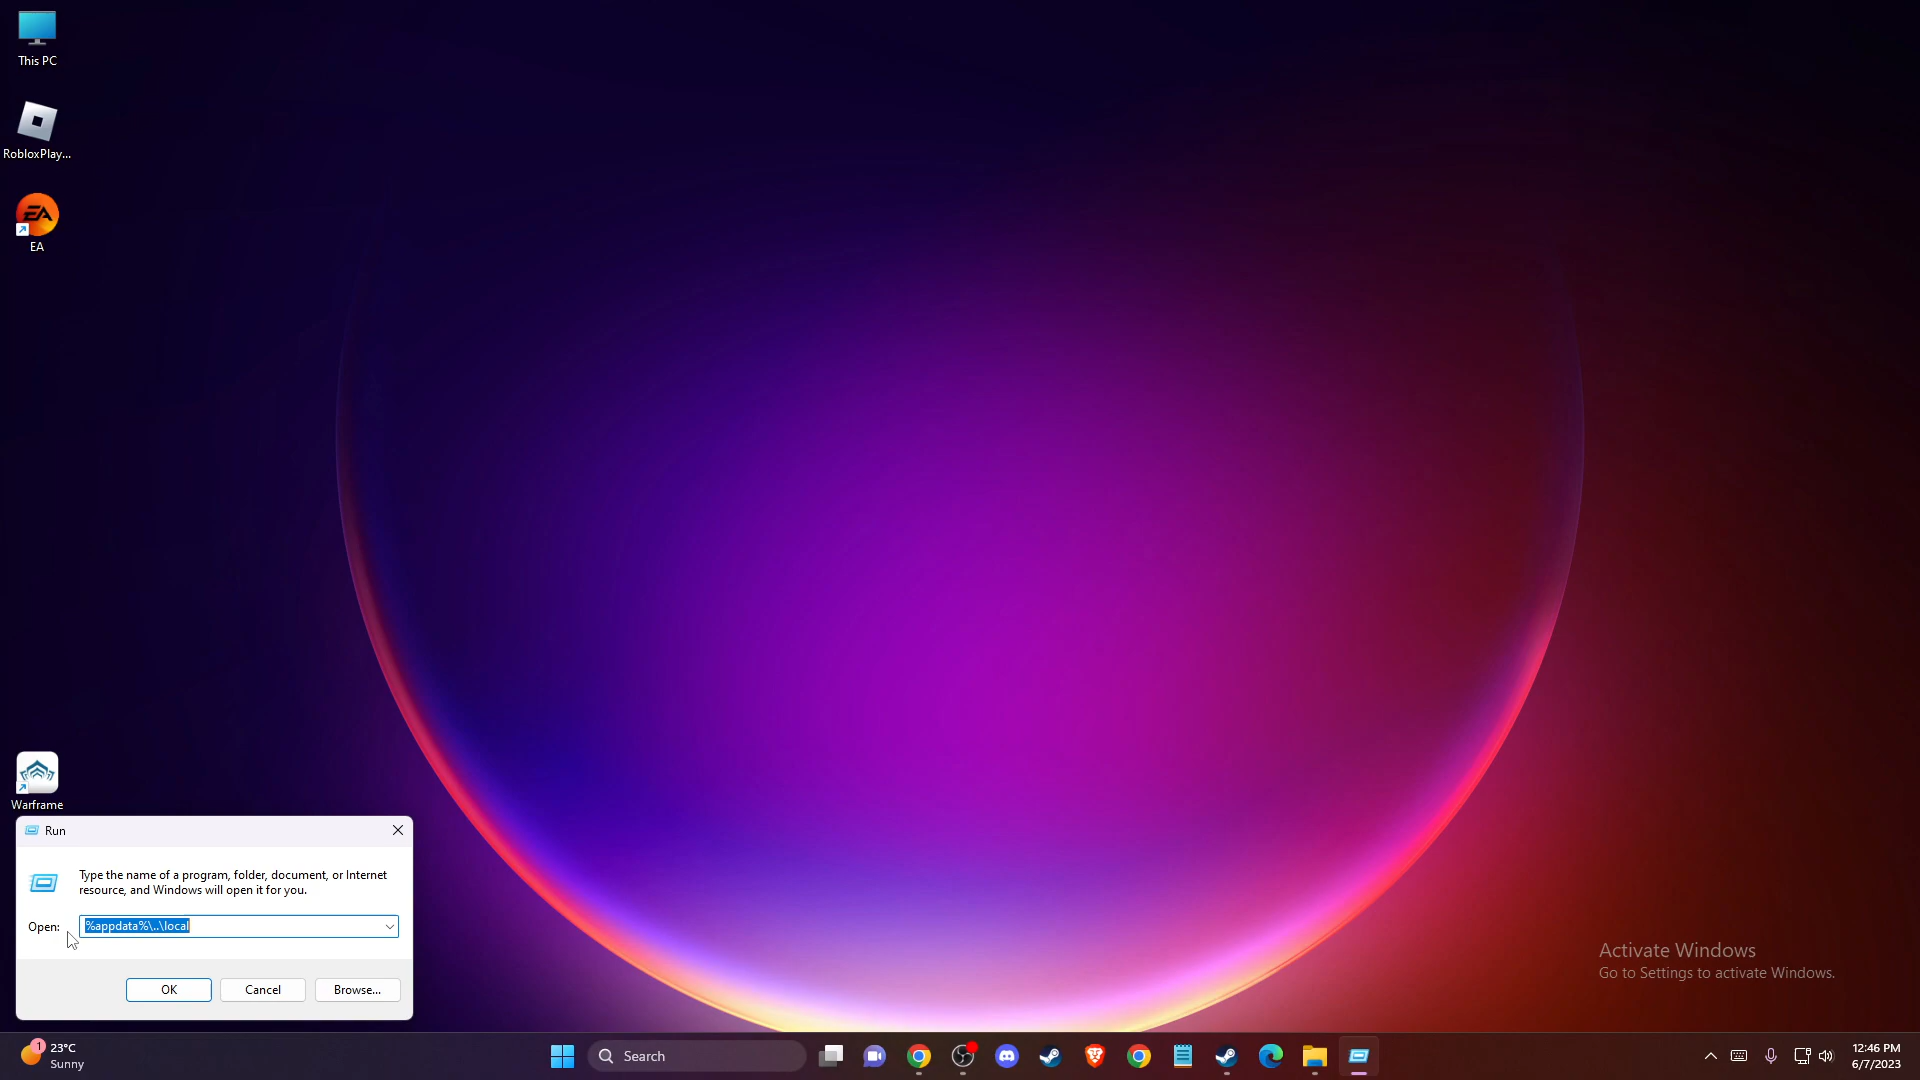 This PC
RobloxPlay...
EA
EA
Warframe
Run
Type the name of a program, folder, document, or Internet
resource, and Windows will open it for you.
Open:
%appdata%\..\local
OK
Cancel
Browse...
Activate Windows
Go to Settings to activate Windows.
1
23°C
Sunny
Search
12:46 PM
6/7/2023